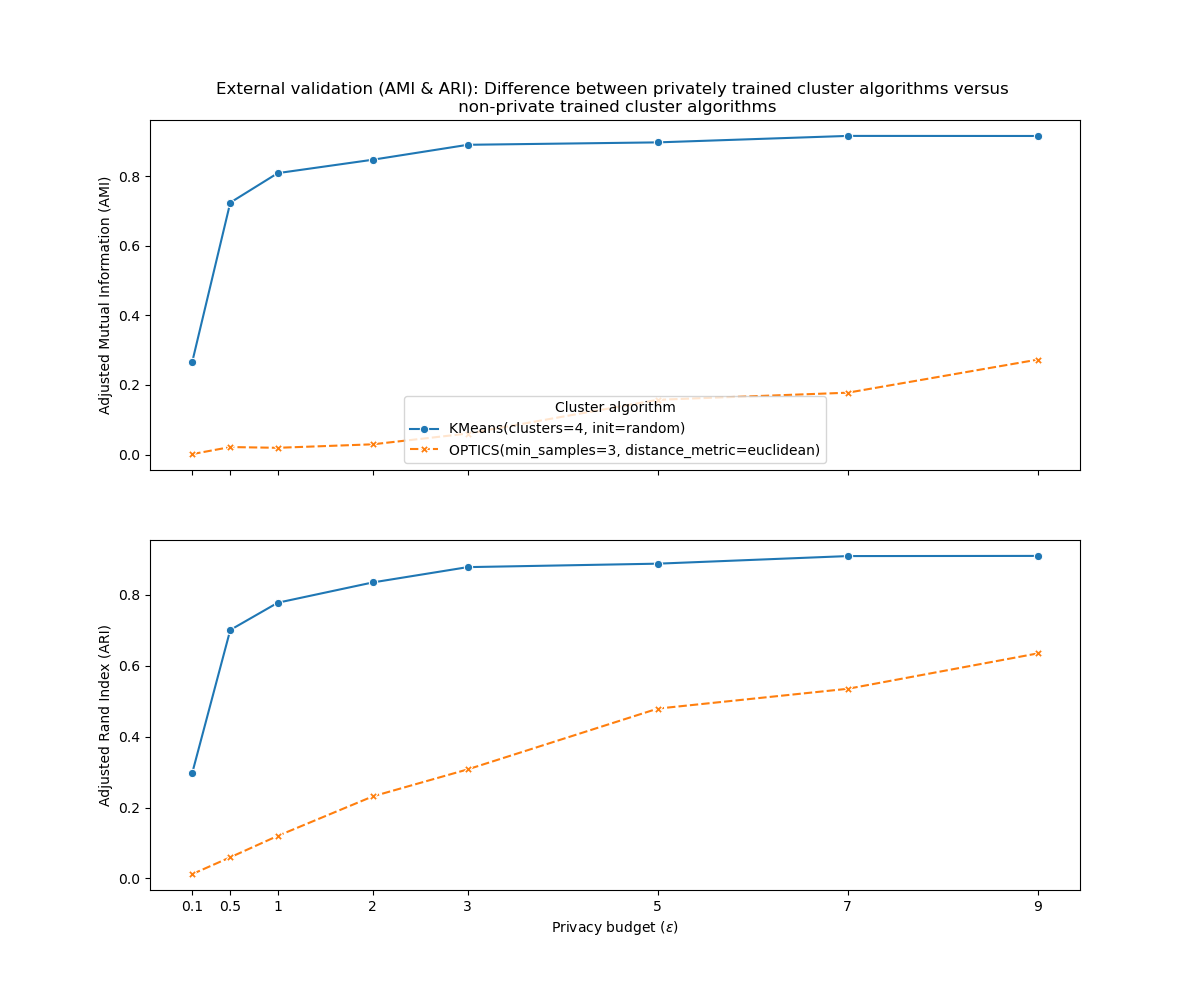 External validation (AMI & ARI): Difference between privately trained cluster algorithms versus
non-private trained cluster algorithms
Adjusted Mutual Information (AMI)
0.8
0.6
0.4
0.2
0.0
Cluster algorithm
KMeans(clusters=4, init=random)
OPTICS(min_samples=3, distance_metric=euclidean)
Adjusted Rand Index (ARI)
0.8
0.6
0.4
0.2
0.0
0.1 0.5 1 2 3 5 7 9
Privacy budget (ε)